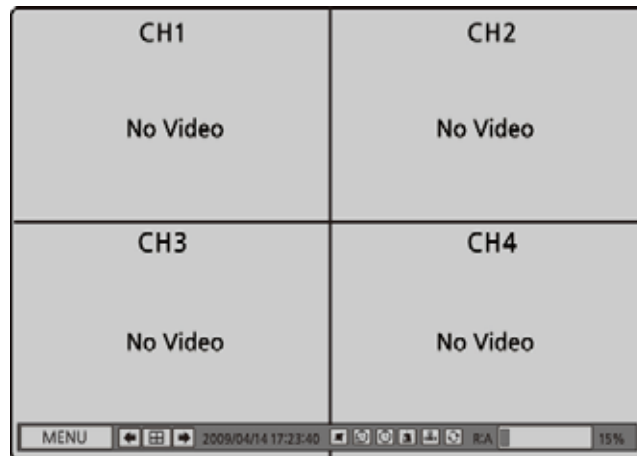 CH1
CH2
No Video
No Video
CH3
CH4
No Video
No Video
MENU 2009/04/14 17:23:40 R:A 15%